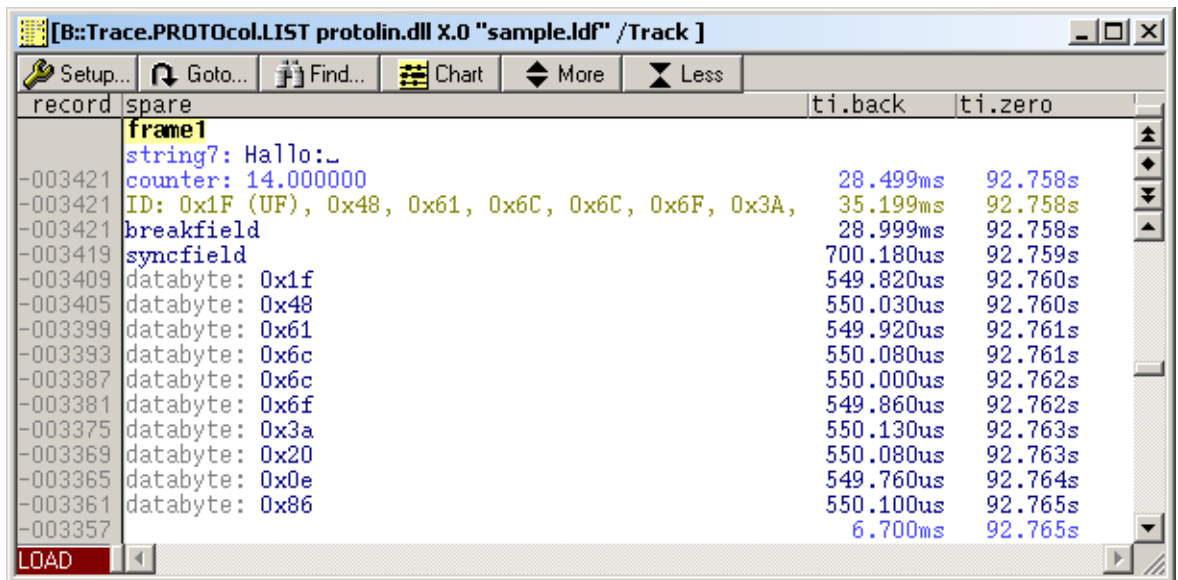 [B::Trace.PROTOcol.LIST protolin.dll X.0 "sample.ldf" /Track ]
Setup... Goto... Find... Chart More Less
record spare ti.back ti.zero
frame1
string7: Hallo:␣
-003421 counter: 14.000000 28.499ms 92.758s
-003421 ID: 0x1F (UF), 0x48, 0x61, 0x6C, 0x6C, 0x6F, 0x3A, 35.199ms 92.758s
-003421 breakfield 28.999ms 92.758s
-003419 syncfield 700.180us 92.759s
-003409 databyte: 0x1f 549.820us 92.760s
-003405 databyte: 0x48 550.030us 92.760s
-003399 databyte: 0x61 549.920us 92.761s
-003393 databyte: 0x6c 550.080us 92.761s
-003387 databyte: 0x6c 550.000us 92.762s
-003381 databyte: 0x6f 549.860us 92.762s
-003375 databyte: 0x3a 550.130us 92.763s
-003369 databyte: 0x20 550.080us 92.763s
-003365 databyte: 0x0e 549.760us 92.764s
-003361 databyte: 0x86 550.100us 92.765s
-003357 6.700ms 92.765s
LOAD